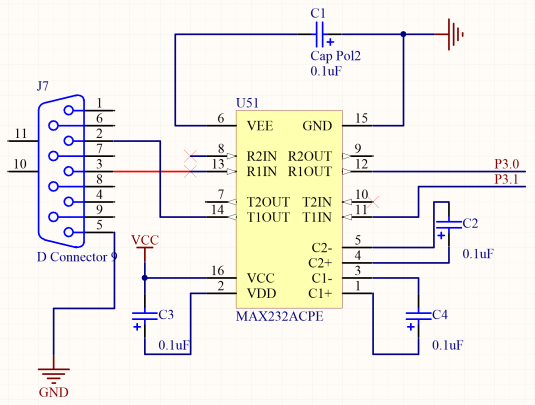 C1
Cap Pol2
0.1uF
J7
1
6
2
7
3
8
4
9
5
11
10
D Connector 9
GND
VCC
C3
0.1uF
U51
6 VEE GND 15
8 R2IN R2OUT 9
13 R1IN R1OUT 12
7 T2OUT T2IN 10
14 T1OUT T1IN 11
C2- 5
C2+ 4
16 VCC C1- 3
2 VDD C1+ 1
MAX232ACPE
P3.0
P3.1
C2
0.1uF
C4
0.1uF